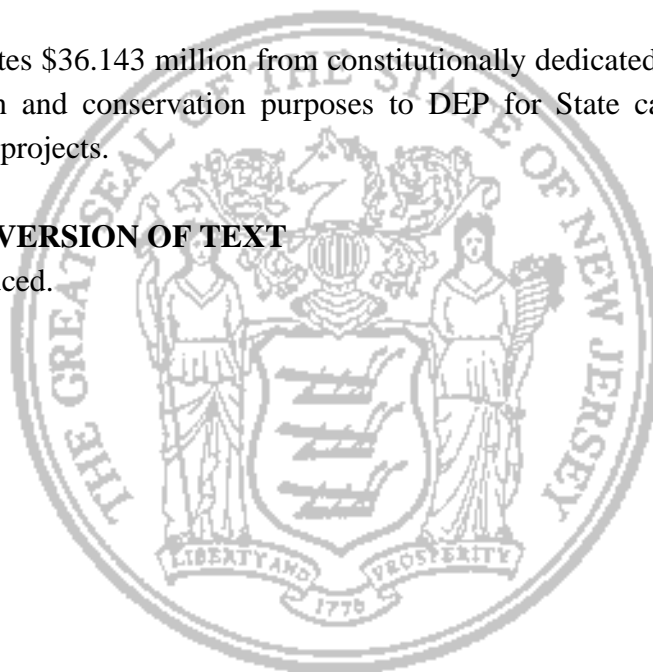 tes $36.143 million from constitutionally dedicated
and conservation purposes to DEP for State ca
projects.
VERSION OF TEXT
ced.
THE GREAT SEAL OF THE STATE OF NEW JERSEY
LIBERTY AND PROSPERITY
1776